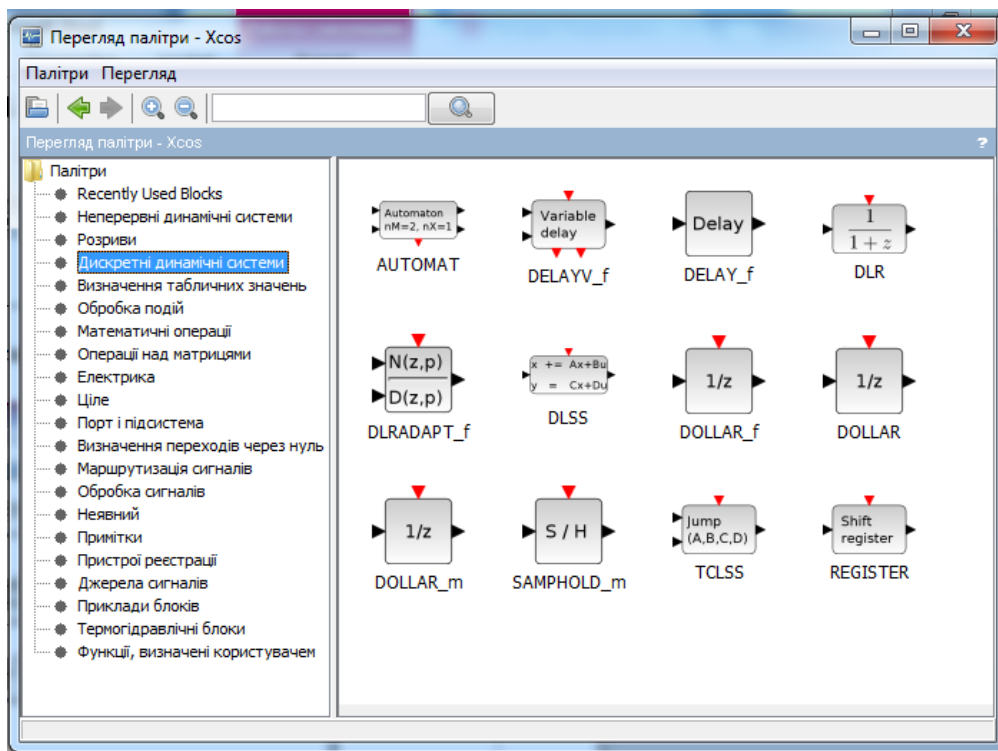 Перегляд палітри - Xcos
Палітри Перегляд
Перегляд палітри - Xcos ?
Палітри
Recently Used Blocks
Неперервні динамічні системи
Розриви
Дискретні динамічні системи
Визначення табличних значень
Обробка подій
Математичні операції
Операції над матрицями
Електрика
Ціле
Порт і підсистема
Визначення переходів через нуль
Маршрутизація сигналів
Обробка сигналів
Неявний
Примітки
Пристрої реєстрації
Джерела сигналів
Приклади блоків
Термогідравлічні блоки
Функції, визначені користувачем
Automaton
nM=2, nX=1
AUTOMAT
Variable
delay
DELAYV_f
Delay
DELAY_f
1
1 + z
DLR
N(z,p)
D(z,p)
DLRADAPT_f
x += Ax+Bu
y = Cx+Du
DLSS
1/z
DOLLAR_f
1/z
DOLLAR
1/z
DOLLAR_m
S / H
SAMPHOLD_m
Jump
(A,B,C,D)
TCLSS
Shift
register
REGISTER